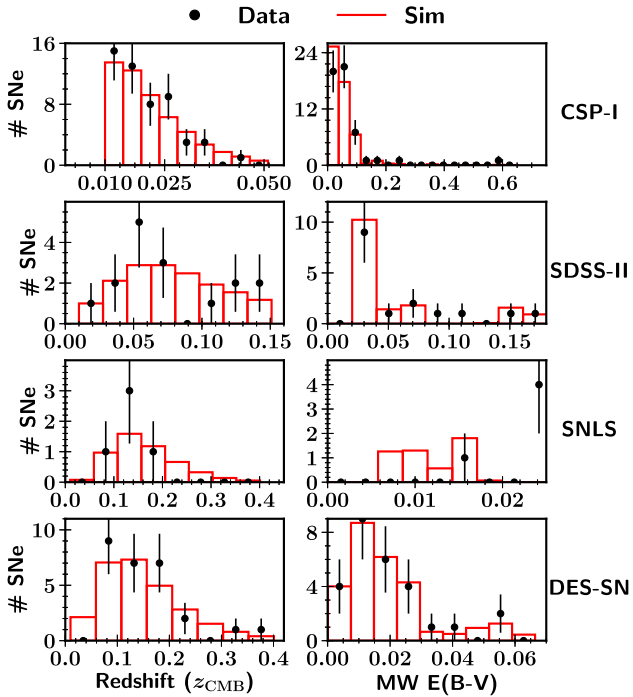 Data Sim
# SNe
16
8
0
0.010 0.025 0.050
24
12
0
0.0 0.2 0.4 0.6
CSP-I
# SNe
4
2
0
0.00 0.05 0.10 0.15
10
5
0
0.00 0.05 0.10 0.15
SDSS-II
# SNe
3
2
1
0
0.0 0.1 0.2 0.3 0.4
4
3
2
1
0
0.00 0.01 0.02
SNLS
# SNe
10
5
0
0.0 0.1 0.2 0.3 0.4
8
4
0
0.00 0.02 0.04 0.06
DES-SN
Redshift (zCMB)
MW E(B-V)